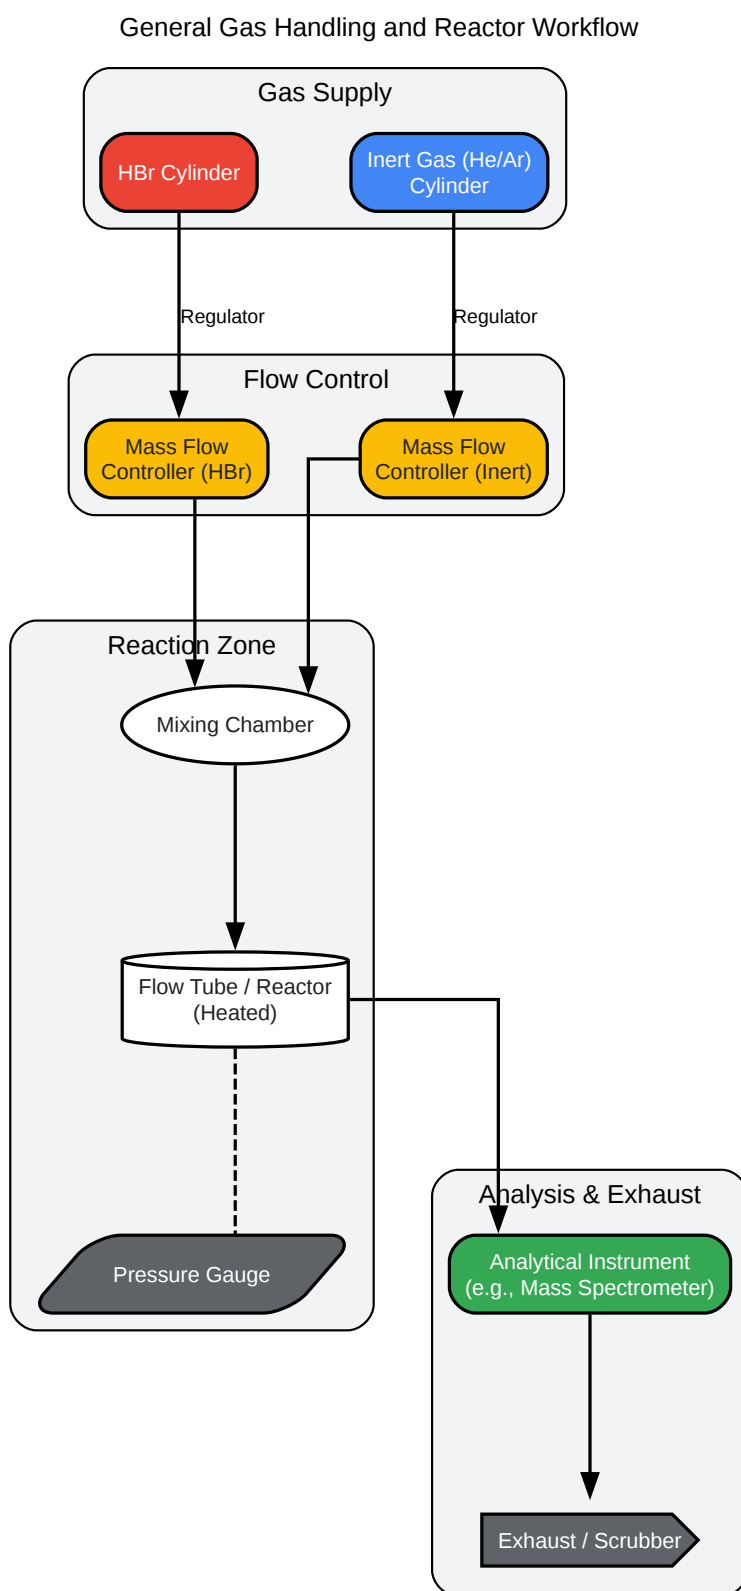 General Gas Handling and Reactor Workflow
Gas Supply
HBr Cylinder
Inert Gas (He/Ar)
Cylinder
Regulator
Regulator
Flow Control
Mass Flow
Controller (HBr)
Mass Flow
Controller (Inert)
Reaction Zone
Mixing Chamber
Flow Tube / Reactor
(Heated)
Pressure Gauge
Analysis & Exhaust
Analytical Instrument
(e.g., Mass Spectrometer)
Exhaust / Scrubber